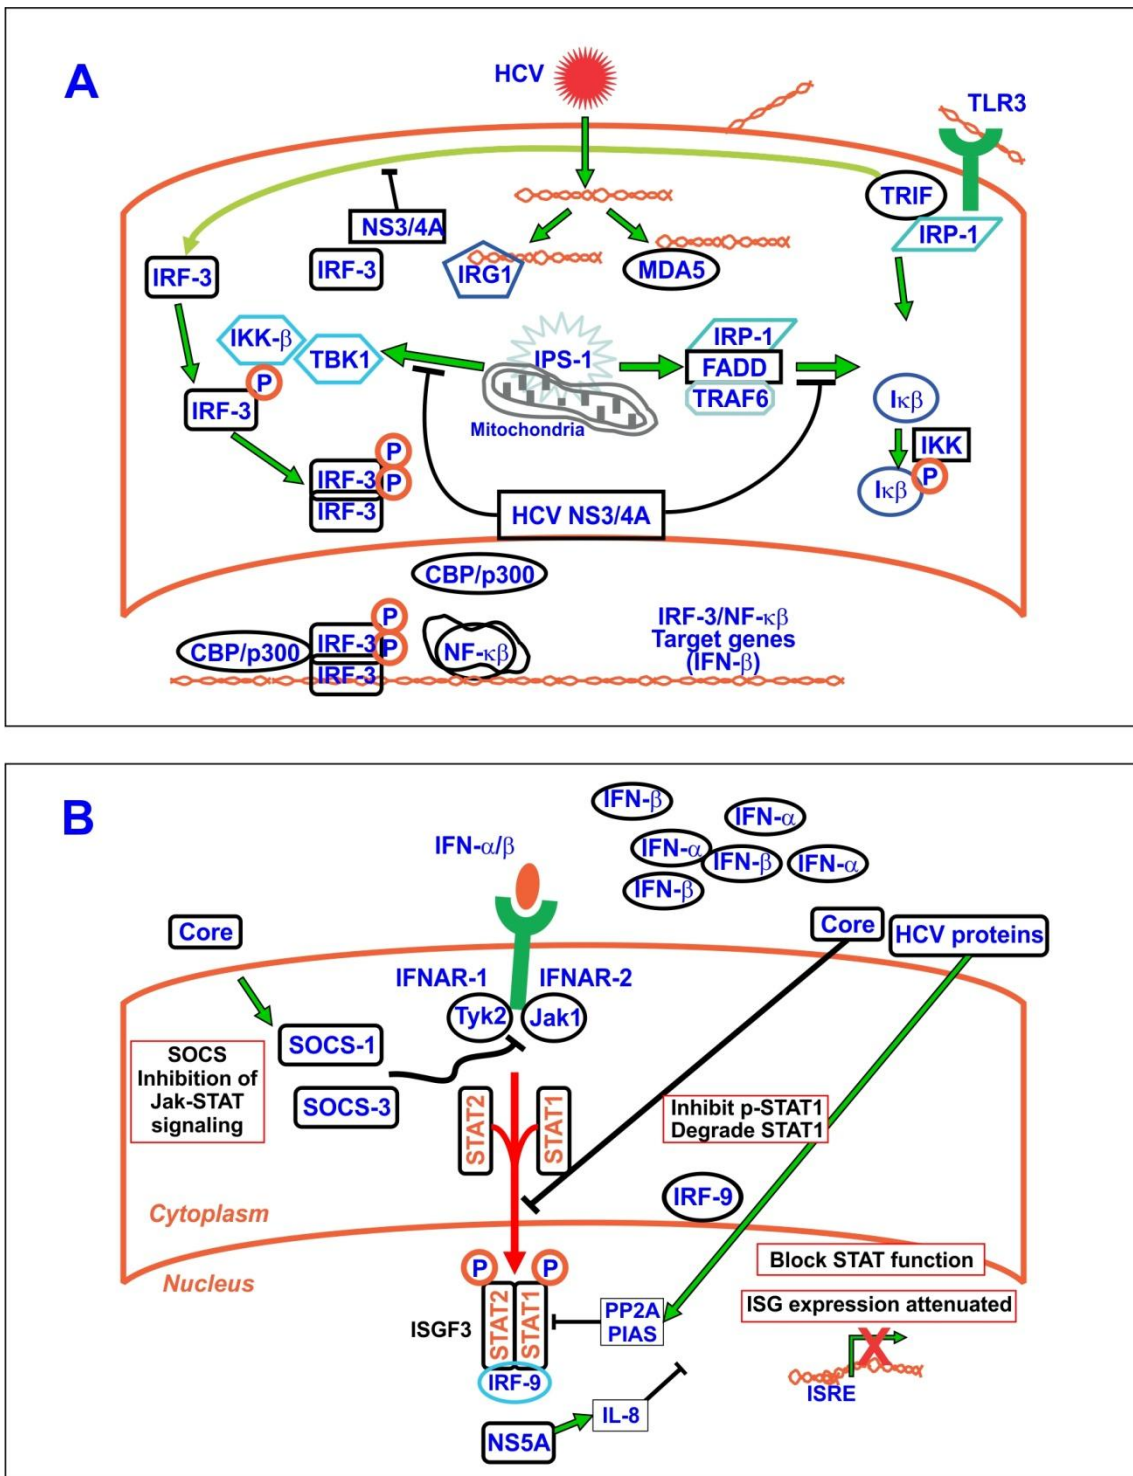 A
HCV
TLR3
TRIF
IRP-1
NS3/4A
IRF-3
IRF-3
IRG1
MDA5
IKK-β
TBK1
P
IRF-3
IPS-1
Mitochondria
IRP-1
FADD
TRAF6
Iκβ
IKK
P
Iκβ
P
IRF-3
P
IRF-3
HCV NS3/4A
CBP/p300
P
CBP/p300
IRF-3
P
IRF-3
NF-κβ
IRF-3/NF-κβ
Target genes
(IFN-β)
B
IFN-β
IFN-α
IFN-α/β
IFN-α
IFN-β
IFN-α
IFN-β
Core
Core
HCV proteins
IFNAR-1
IFNAR-2
Tyk2
Jak1
SOCS-1
SOCS
Inhibition of
Jak-STAT
signaling
SOCS-3
STAT2
STAT1
Inhibit p-STAT1
Degrade STAT1
IRF-9
Cytoplasm
Nucleus
Block STAT function
P
P
ISG expression attenuated
STAT2
STAT1
ISGF3
PP2A
PIAS
X
IRF-9
ISRE
IL-8
NS5A